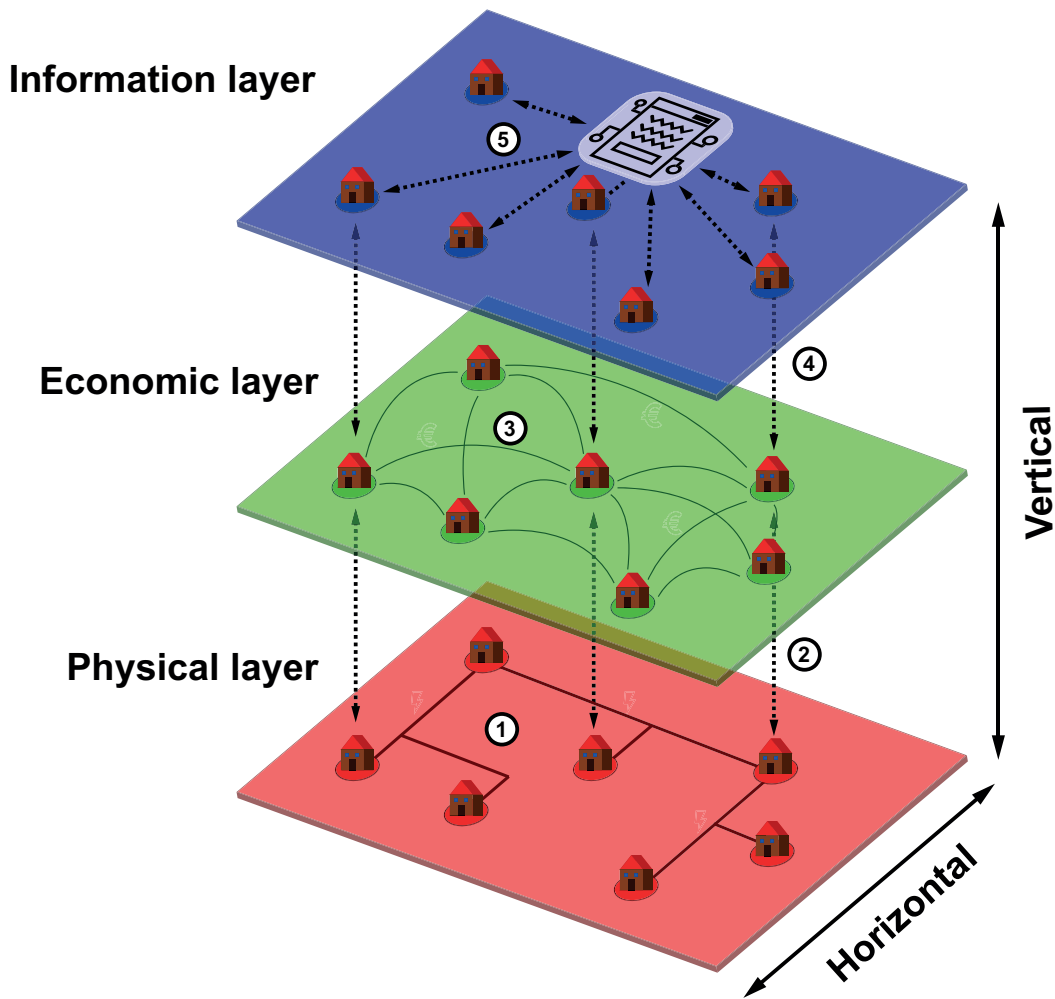 Information layer
5
4
Economic layer
3
Vertical
2
Physical layer
1
Horizontal
€
€
€